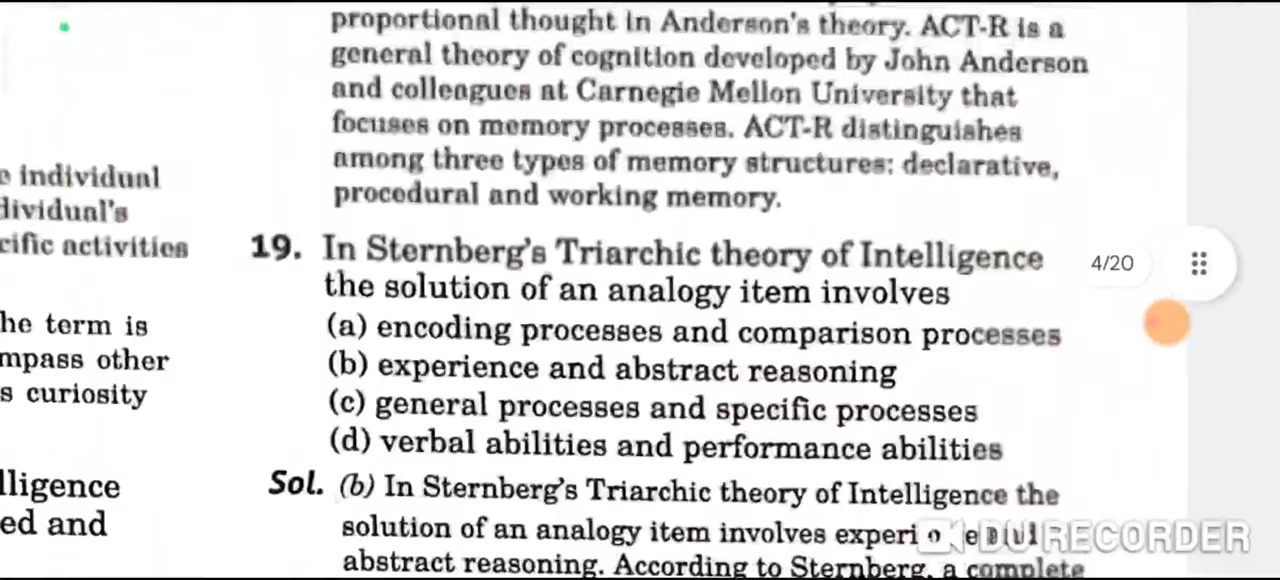 proportional thought in Anderson's theory. ACT-R is a
general theory of cognition developed by John Anderson
and colleagues at Carnegie Mellon University that
focuses on memory processes. ACT-R distinguishes
among three types of memory structures: declarative,
procedural and working memory.
e individual
dividual's
cific activities
he term is
mpass other
s curiosity
lligence
ed and
19. In Sternberg's Triarchic theory of Intelligence
the solution of an analogy item involves
(a) encoding processes and comparison processes
(b) experience and abstract reasoning
(c) general processes and specific processes
(d) verbal abilities and performance abilities
Sol. (b) In Sternberg's Triarchic theory of Intelligence the
solution of an analogy item involves
abstract reasoning. According to Sternberg, a complete
4/20
DU RECORDER